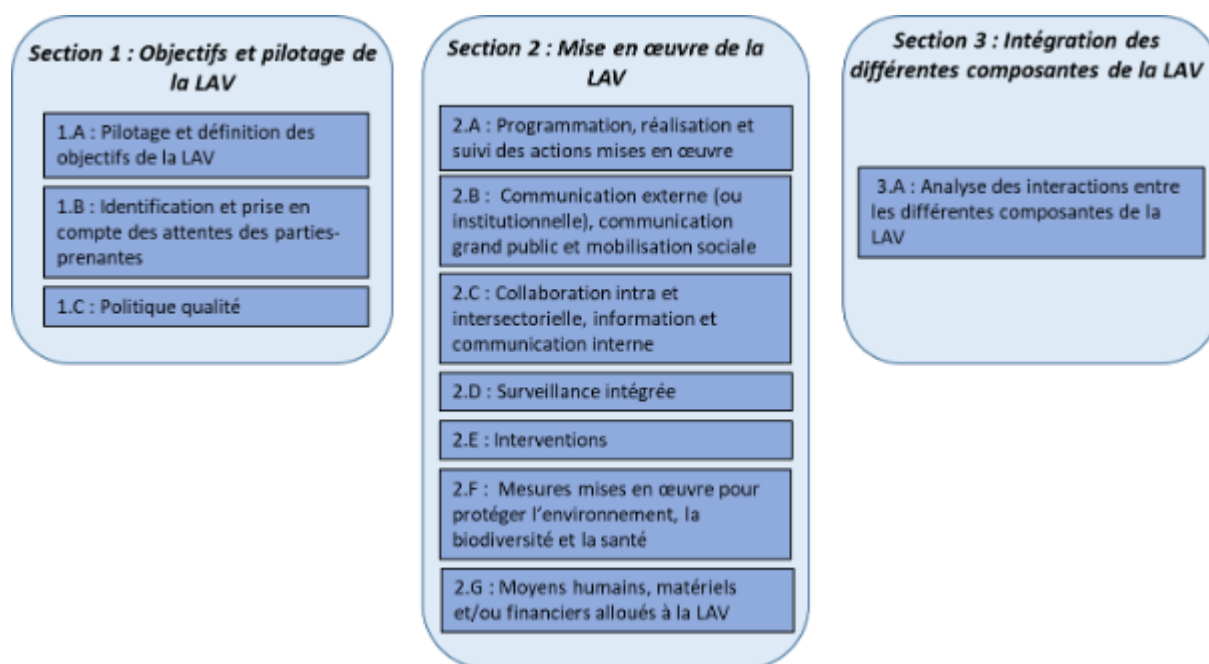 Section 1 : Objectifs et pilotage de
la LAV
1.A : Pilotage et définition des
objectifs de la LAV
1.B : Identification et prise en
compte des attentes des parties-
prenantes
1.C : Politique qualité
Section 2 : Mise en œuvre de la
LAV
2.A : Programmation, réalisation et
suivi des actions mises en œuvre
2.B : Communication externe (ou
institutionnelle), communication
grand public et mobilisation sociale
2.C : Collaboration intra et
intersectorielle, information et
communication interne
2.D : Surveillance intégrée
2.E : Interventions
2.F : Mesures mises en œuvre pour
protéger l'environnement, la
biodiversité et la santé
2.G : Moyens humains, matériels
et/ou financiers alloués à la LAV
Section 3 : Intégration des
différentes composantes de la LAV
3.A : Analyse des interactions entre
les différentes composantes de la
LAV